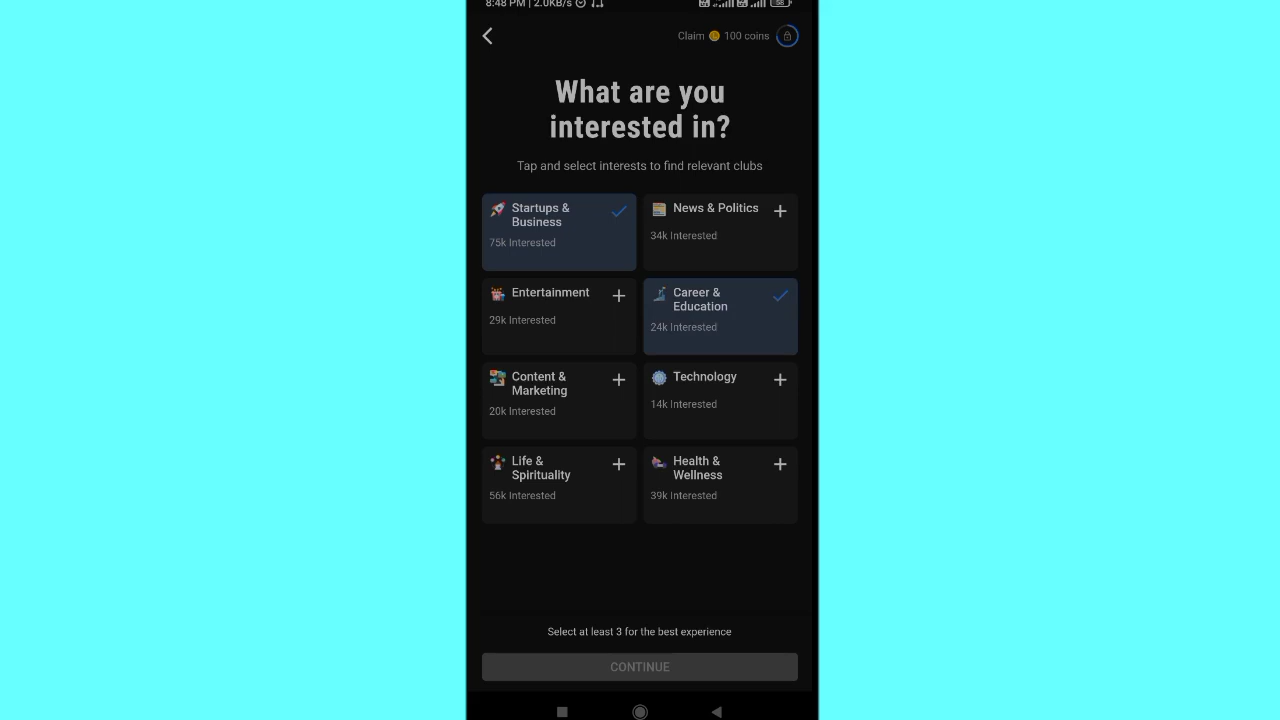 8:48 PM | 2.0KB/s
58
Claim 100 coins
What are you
interested in?
Tap and select interests to find relevant clubs
Startups &
Business
75k Interested
News & Politics
34k Interested
Entertainment
29k Interested
Career &
Education
24k Interested
Content &
Marketing
20k Interested
Technology
14k Interested
Life &
Spirituality
56k Interested
Health &
Wellness
39k Interested
Select at least 3 for the best experience
CONTINUE